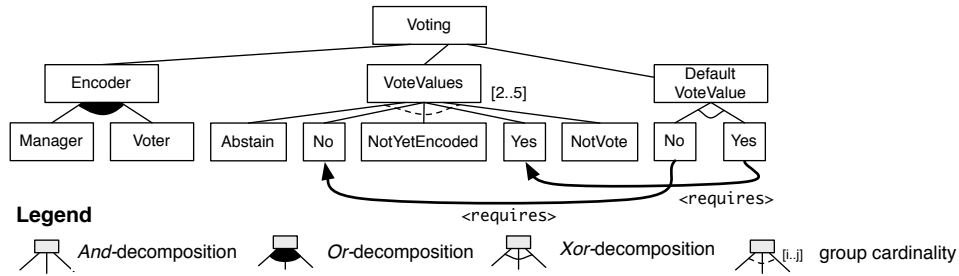 Voting
Encoder
VoteValues
[2..5]
Default
VoteValue
Manager
Voter
Abstain
No
NotYetEncoded
Yes
NotVote
No
Yes
<requires>
<requires>
Legend
And-decomposition
Or-decomposition
Xor-decomposition
[i..j]
group cardinality